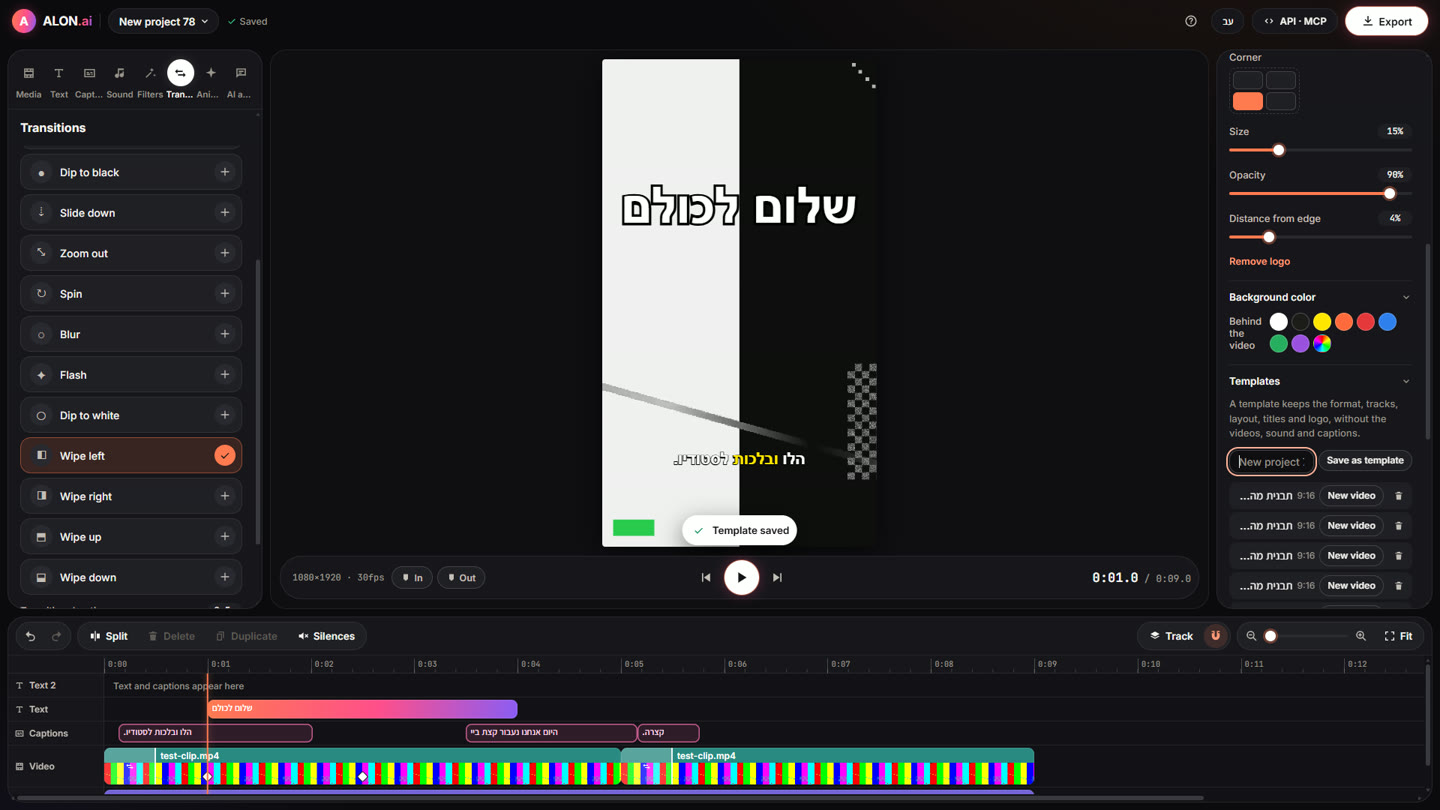 A ALON.ai New project 78 Saved עב API · MCP Export
Media Text Capt... Sound Filters Tran... Ani... AI a...
Transitions
Dip to black
Slide down
Zoom out
Spin
Blur
Flash
Dip to white
Wipe left
Wipe right
Wipe up
Wipe down
שלום לכולם
הלו ובלכות לסטודיו.
Template saved
1080×1920 · 30fps In Out 0:01.0 / 0:09.0
Corner
Size 15%
Opacity 90%
Distance from edge 4%
Remove logo
Background color
Behind
the
video
Templates
A template keeps the format, tracks,
layout, titles and logo, without the
videos, sound and captions.
New project Save as template
תבנית מה... 9:16 New video
תבנית מה... 9:16 New video
תבנית מה... 9:16 New video
תבנית מה... 9:16 New video
Split Delete Duplicate Silences Track Fit
0:00 0:01 0:02 0:03 0:04 0:05 0:06 0:07 0:08 0:09 0:10 0:11 0:12
Text 2 Text and captions appear here
Text שלום לכולם
Captions הלו ובלכות לסטודיו. היום אנחנו נעבור קצת ביי קצרה.
Video test-clip.mp4 test-clip.mp4